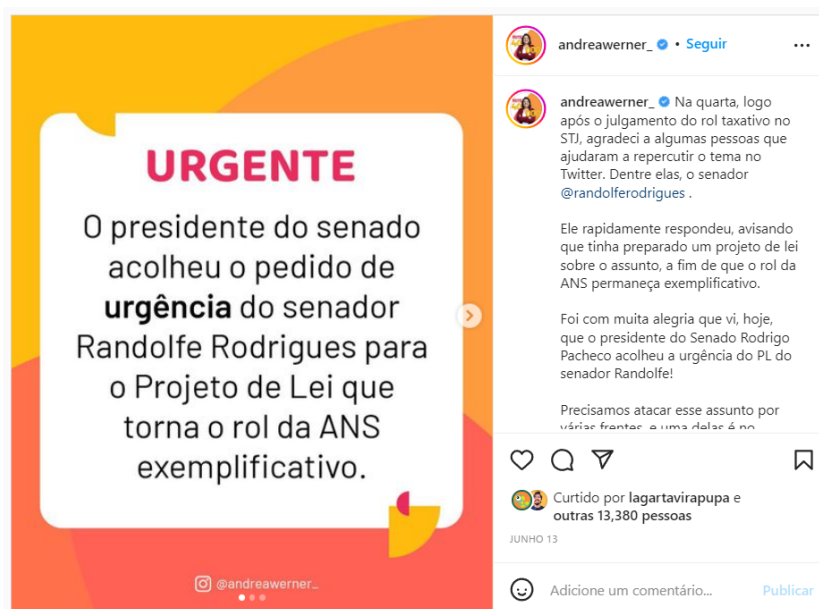 URGENTE
O presidente do senado
acolheu o pedido de
urgência do senador
Randolfe Rodrigues para
o Projeto de Lei que
torna o rol da ANS
exemplificativo.
@andreawerner_
andreawerner_ • Seguir
andreawerner_ Na quarta, logo
após o julgamento do rol taxativo no
STJ, agradeci a algumas pessoas que
ajudaram a repercutir o tema no
Twitter. Dentre elas, o senador
@randolferodrigues .
Ele rapidamente respondeu, avisando
que tinha preparado um projeto de lei
sobre o assunto, a fim de que o rol da
ANS permaneça exemplificativo.
Foi com muita alegria que vi, hoje,
que o presidente do Senado Rodrigo
Pacheco acolheu a urgência do PL do
senador Randolfe!
Precisamos atacar esse assunto por
várias frentes, e uma delas é no
Curtido por lagartavirapupa e
outras 13,380 pessoas
JUNHO 13
Adicione um comentário... Publicar